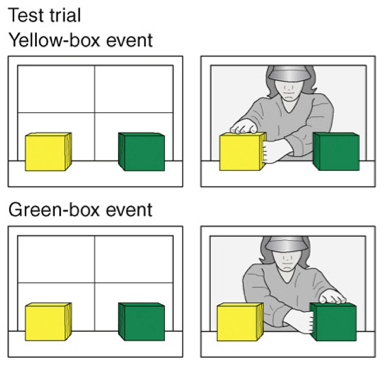 Test trial
Yellow-box event
Green-box event